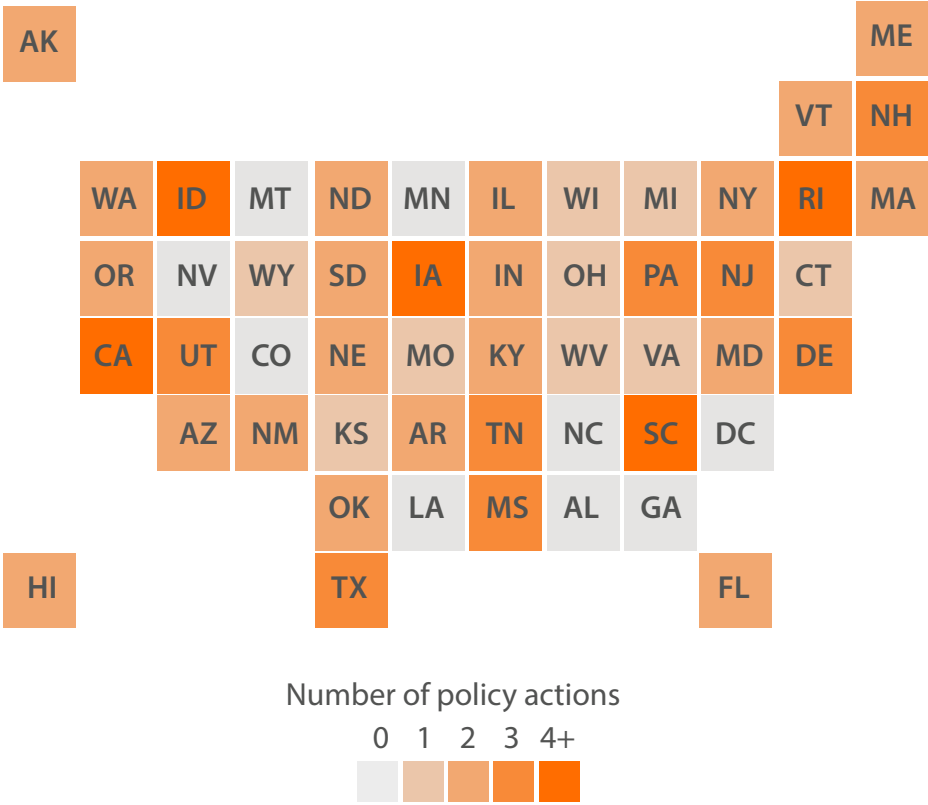 AK ME
VT NH
WA ID MT ND MN IL WI MI NY RI MA
OR NV WY SD IA IN OH PA NJ CT
CA UT CO NE MO KY WV VA MD DE
AZ NM KS AR TN NC SC DC
OK LA MS AL GA
HI TX FL
Number of policy actions
0 1 2 3 4+